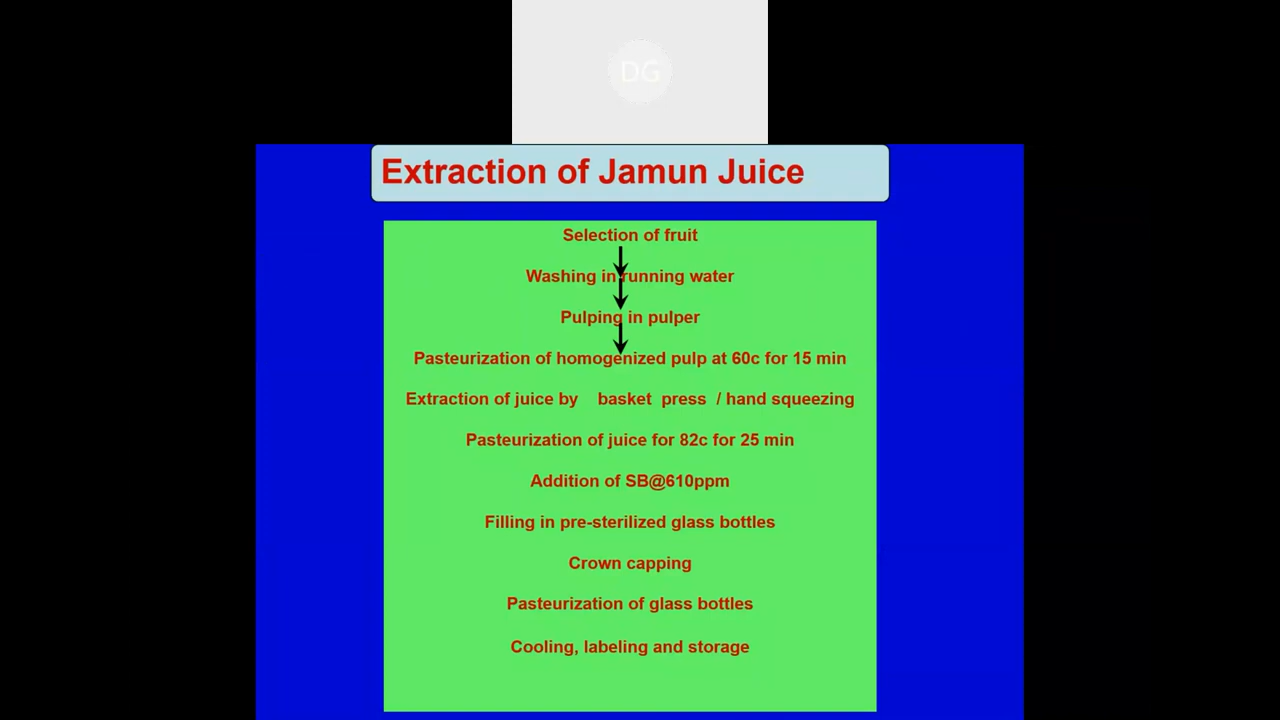 DG
Extraction of Jamun Juice
Selection of fruit
Washing in running water
Pulping in pulper
Pasteurization of homogenized pulp at 60c for 15 min
Extraction of juice by basket press / hand squeezing
Pasteurization of juice for 82c for 25 min
Addition of SB@610ppm
Filling in pre-sterilized glass bottles
Crown capping
Pasteurization of glass bottles
Cooling, labeling and storage